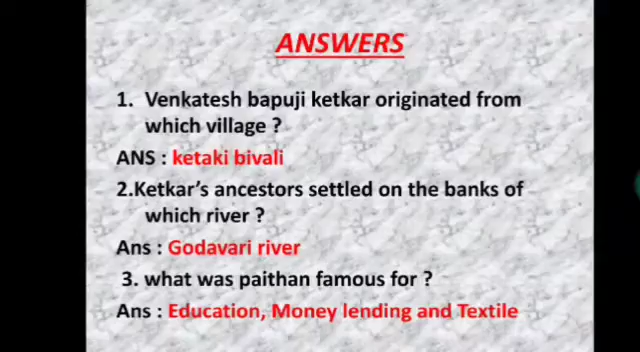 ANSWERS
1. Venkatesh bapuji ketkar originated from
which village ?
ANS : ketaki bivali
2.Ketkar's ancestors settled on the banks of
which river ?
Ans : Godavari river
3. what was paithan famous for ?
Ans : Education, Money lending and Textile